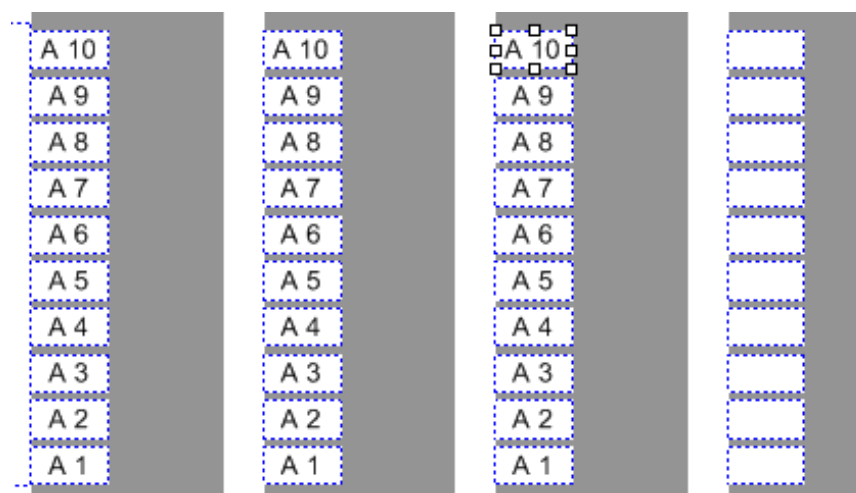 A 10 A 10 A 10
A 9 A 9 A 9
A 8 A 8 A 8
A 7 A 7 A 7
A 6 A 6 A 6
A 5 A 5 A 5
A 4 A 4 A 4
A 3 A 3 A 3
A 2 A 2 A 2
A 1 A 1 A 1